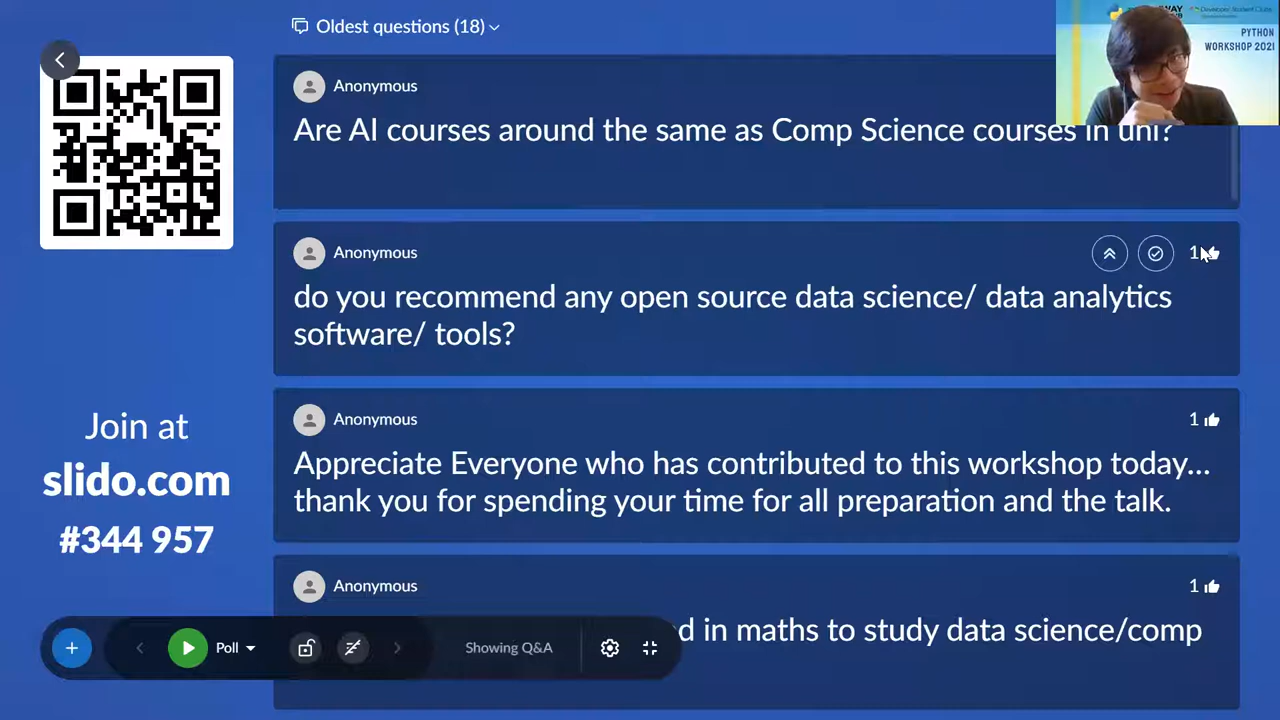 Oldest questions (18)
PYTHON
WORKSHOP 2021
Anonymous
Are AI courses around the same as Comp Science courses in uni?
Anonymous
1
do you recommend any open source data science/ data analytics
software/ tools?
Anonymous
1
Appreciate Everyone who has contributed to this workshop today...
thank you for spending your time for all preparation and the talk.
Anonymous
1
in maths to study data science/comp
Join at
slido.com
#344 957
Poll
Showing Q&A